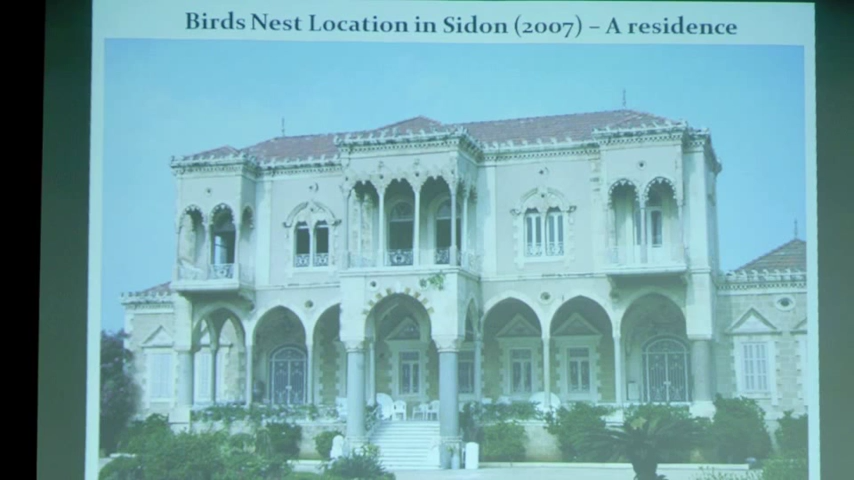 Birds Nest Location in Sidon (2007) – A residence